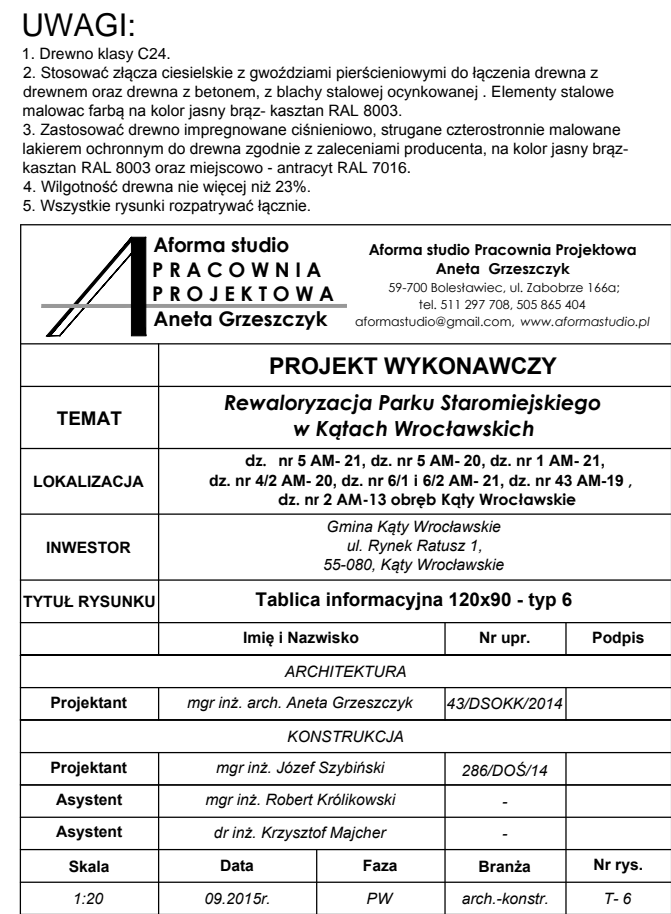 UWAGI:
1. Drewno klasy C24.
2. Stosować złącza ciesielskie z gwoździami pierścieniowymi do łączenia drewna z
drewnem oraz drewna z betonem, z blachy stalowej ocynkowanej . Elementy stalowe
malowac farbą na kolor jasny brąz- kasztan RAL 8003.
3. Zastosować drewno impregnowane ciśnieniowo, strugane czterostronnie malowane
lakierem ochronnym do drewna zgodnie z zaleceniami producenta, na kolor jasny brąz-
kasztan RAL 8003 oraz miejscowo - antracyt RAL 7016.
4. Wilgotność drewna nie więcej niż 23%.
5. Wszystkie rysunki rozpatrywać łącznie.
Aforma studio
PRACOWNIA
PROJEKTOWA
Aneta Grzeszczyk
Aforma studio Pracownia Projektowa
Aneta Grzeszczyk
59-700 Bolesławiec, ul. Zabobrze 166a;
tel. 511 297 708, 505 865 404
aformastudio@gmail.com, www.aformastudio.pl
PROJEKT WYKONAWCZY
TEMAT
Rewaloryzacja Parku Staromiejskiego
w Kątach Wrocławskich
LOKALIZACJA
dz. nr 5 AM- 21, dz. nr 5 AM- 20, dz. nr 1 AM- 21,
dz. nr 4/2 AM- 20, dz. nr 6/1 i 6/2 AM- 21, dz. nr 43 AM-19 ,
dz. nr 2 AM-13 obręb Kąty Wrocławskie
INWESTOR
Gmina Kąty Wrocławskie
ul. Rynek Ratusz 1,
55-080, Kąty Wrocławskie
TYTUŁ RYSUNKU Tablica informacyjna 120x90 - typ 6
Imię i Nazwisko Nr upr. Podpis
ARCHITEKTURA
Projektant mgr inż. arch. Aneta Grzeszczyk 43/DSOKK/2014
KONSTRUKCJA
Projektant mgr inż. Józef Szybiński 286/DOŚ/14
Asystent mgr inż. Robert Królikowski -
Asystent dr inż. Krzysztof Majcher -
Skala Data Faza Branża Nr rys.
1:20 09.2015r. PW arch.-konstr. T- 6